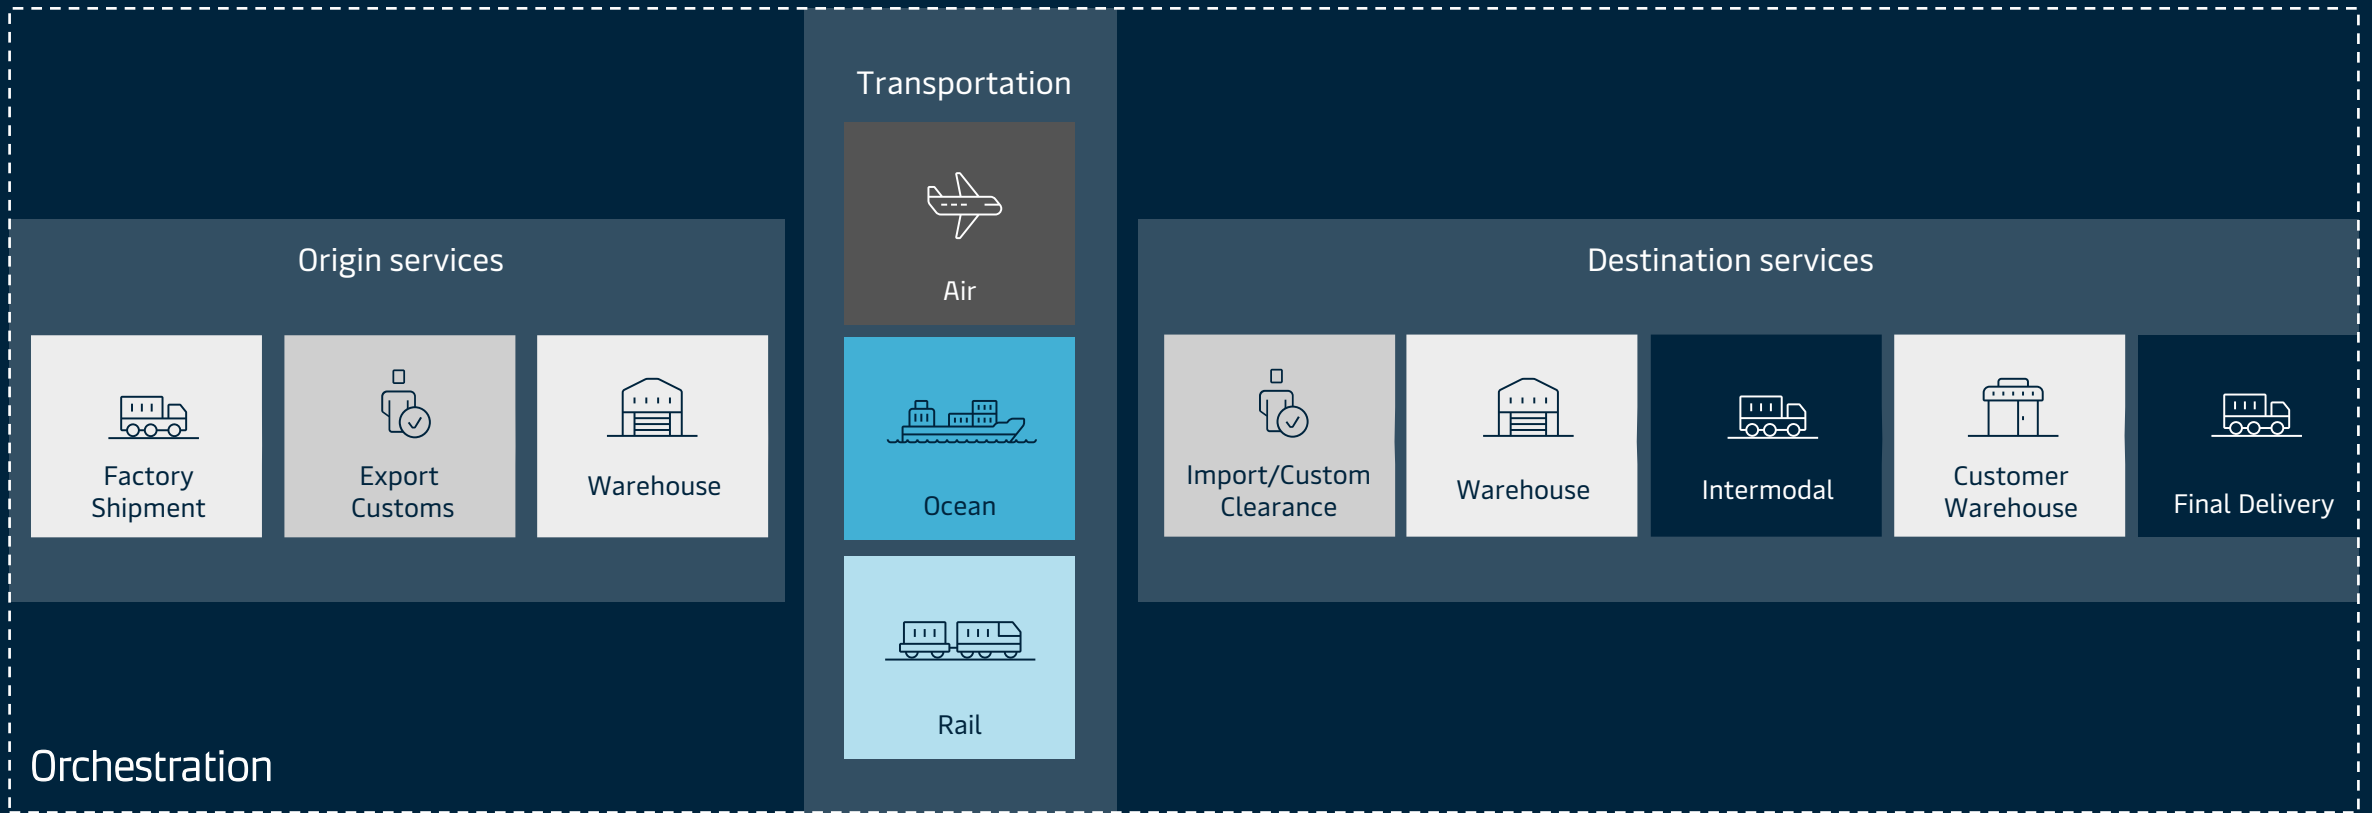 Transportation
Air
Origin services
Destination services
Factory
Shipment
Export
Customs
Warehouse
Ocean
Import/Custom
Clearance
Warehouse
Intermodal
Customer
Warehouse
Final Delivery
Rail
Orchestration